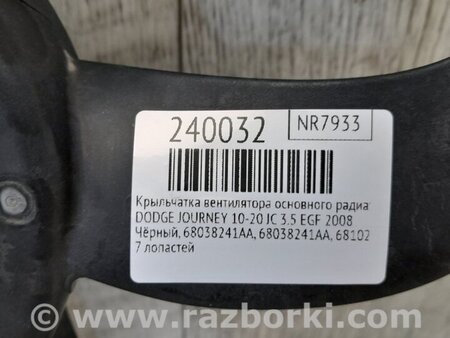 240032
NR7933
Крыльчатка вентилятора основного радиа
DODGE JOURNEY 10-20 JC 3.5 EGF 2008
Чёрный, 68038241AA, 68038241AA, 68102
7 лопастей
www.razborki.com